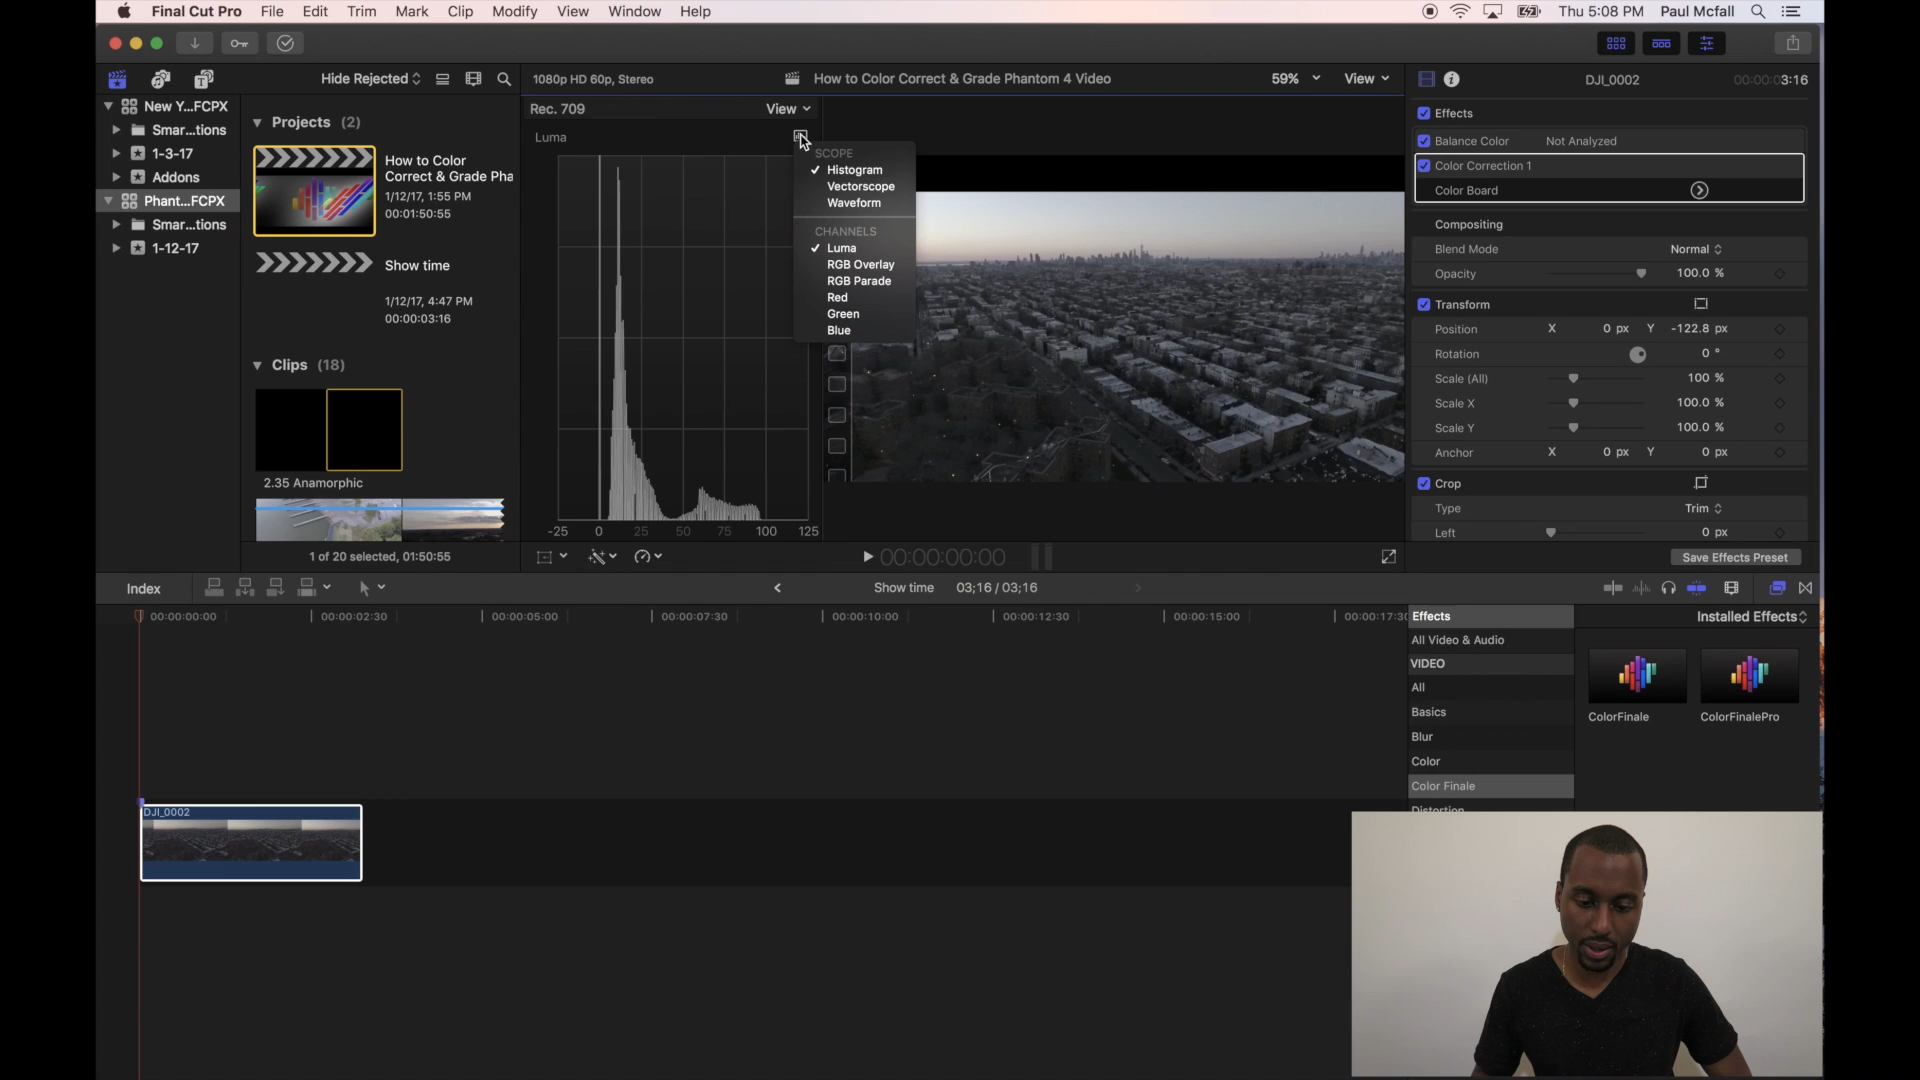 Final Cut Pro File Edit Trim Mark Clip Modify View Window Help Thu 5:08 PM Paul Mcfall
Hide Rejected 1080p HD 60p, Stereo How to Color Correct & Grade Phantom 4 Video 59% View DJI_0002 00:00:03:16
New Y...FCPX
Smar...tions
1-3-17
Addons
Phant...FCPX
Smar...tions
1-12-17
Projects (2)
How to Color
Correct & Grade Pha
1/12/17, 1:55 PM
00:01:50:55
Show time
1/12/17, 4:47 PM
00:00:03:16
Clips (18)
2.35 Anamorphic
1 of 20 selected, 01:50:55
Rec. 709 View
Luma
-25 0 25 50 75 100 125
SCOPE
✓ Histogram
Vectorscope
Waveform
CHANNELS
✓ Luma
RGB Overlay
RGB Parade
Red
Green
Blue
00:00:00:00
Effects
Balance Color Not Analyzed
Color Correction 1
Color Board
Compositing
Blend Mode Normal
Opacity 100.0 %
Transform
Position X 0 px Y -122.8 px
Rotation 0 °
Scale (All) 100 %
Scale X 100.0 %
Scale Y 100.0 %
Anchor X 0 px Y 0 px
Crop
Type Trim
Left 0 px
Save Effects Preset
Index Show time 03;16 / 03;16
00:00:00:00 00:00:02:30 00:00:05:00 00:00:07:30 00:00:10:00 00:00:12:30 00:00:15:00 00:00:17:30
DJI_0002
Effects Installed Effects
All Video & Audio
VIDEO
All
Basics
Blur
Color
Color Finale
Distortion
ColorFinale ColorFinalePro